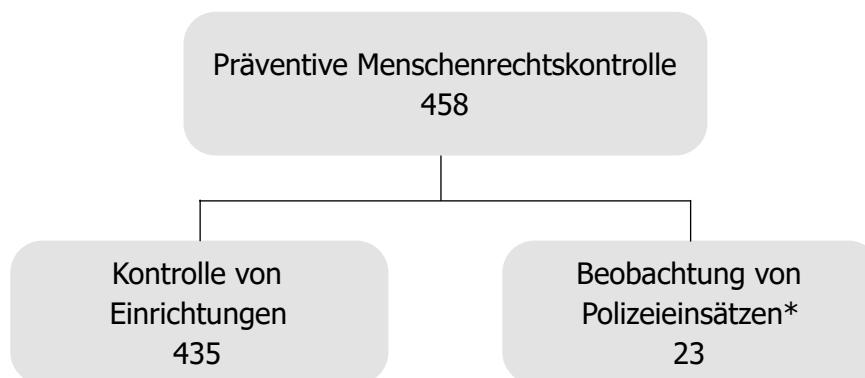 Präventive Menschenrechtskontrolle
458
Kontrolle von
Einrichtungen
435
Beobachtung von
Polizeieinsätzen*
23